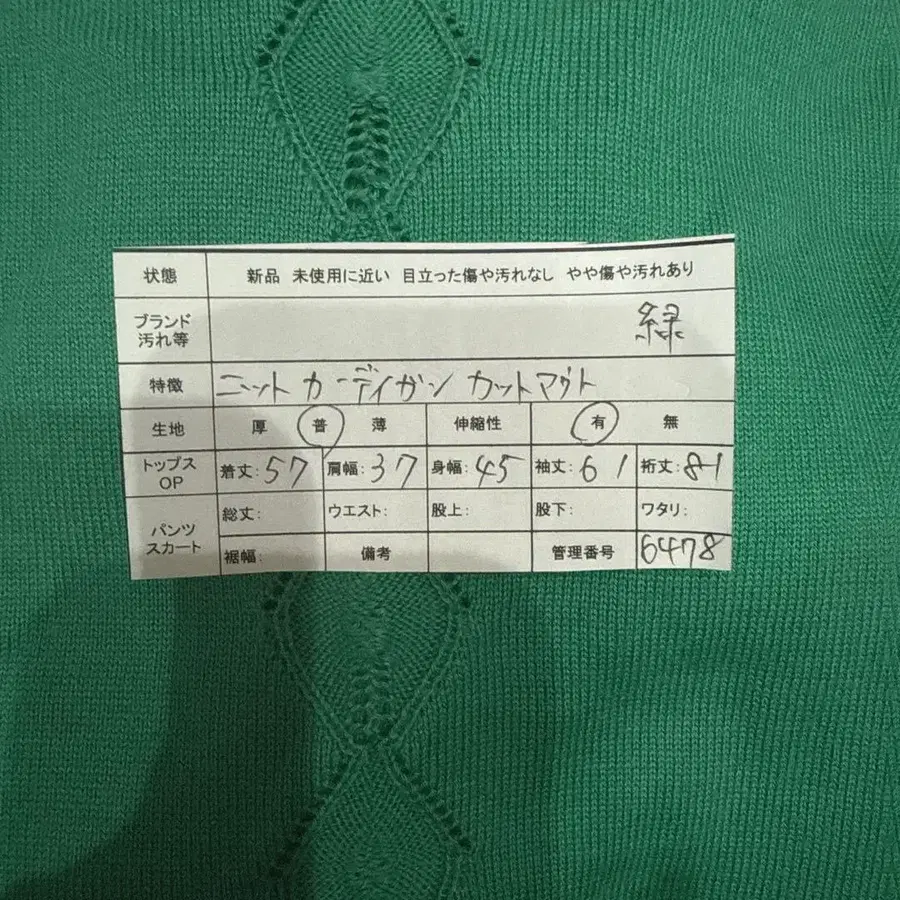 状態 新品 未使用に近い 目立った傷や汚れなし やや傷や汚れあり
ブランド 緑
汚れ等
特徴 ニット カーディガン カットマウト
生地 厚 普 薄 伸縮性 有 無
トップス OP 着丈:57 肩幅:37 身幅:45 袖丈:61 裄丈:81
パンツ スカート 総丈: ウエスト: 股上: 股下: ワタリ:
裾幅: 備考 管理番号 6478